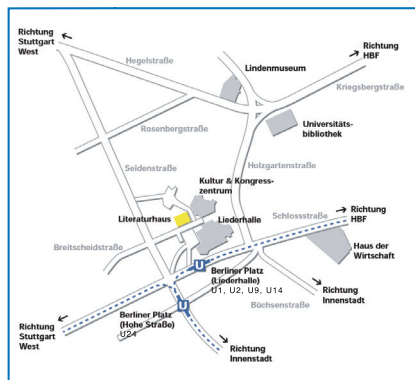 Richtung
Stuttgart
West
Hegelstraße
Lindenmuseum
Richtung
HBF
Kriegsbergstraße
Rosenbergstraße
Universitäts-
bibliothek
Seidenstraße
Holzgartenstraße
Kultur & Kongress-
zentrum
Literaturhaus
Liederhalle
Schlossstraße
Richtung
HBF
Breitscheidstraße
Haus der
Wirtschaft
U
Berliner Platz
(Liederhalle)
U1, U2, U9, U14
Büchsenstraße
Richtung
Innenstadt
U
Berliner Platz
(Hohe Straße)
U24
Richtung
Stuttgart
West
Richtung
Innenstadt